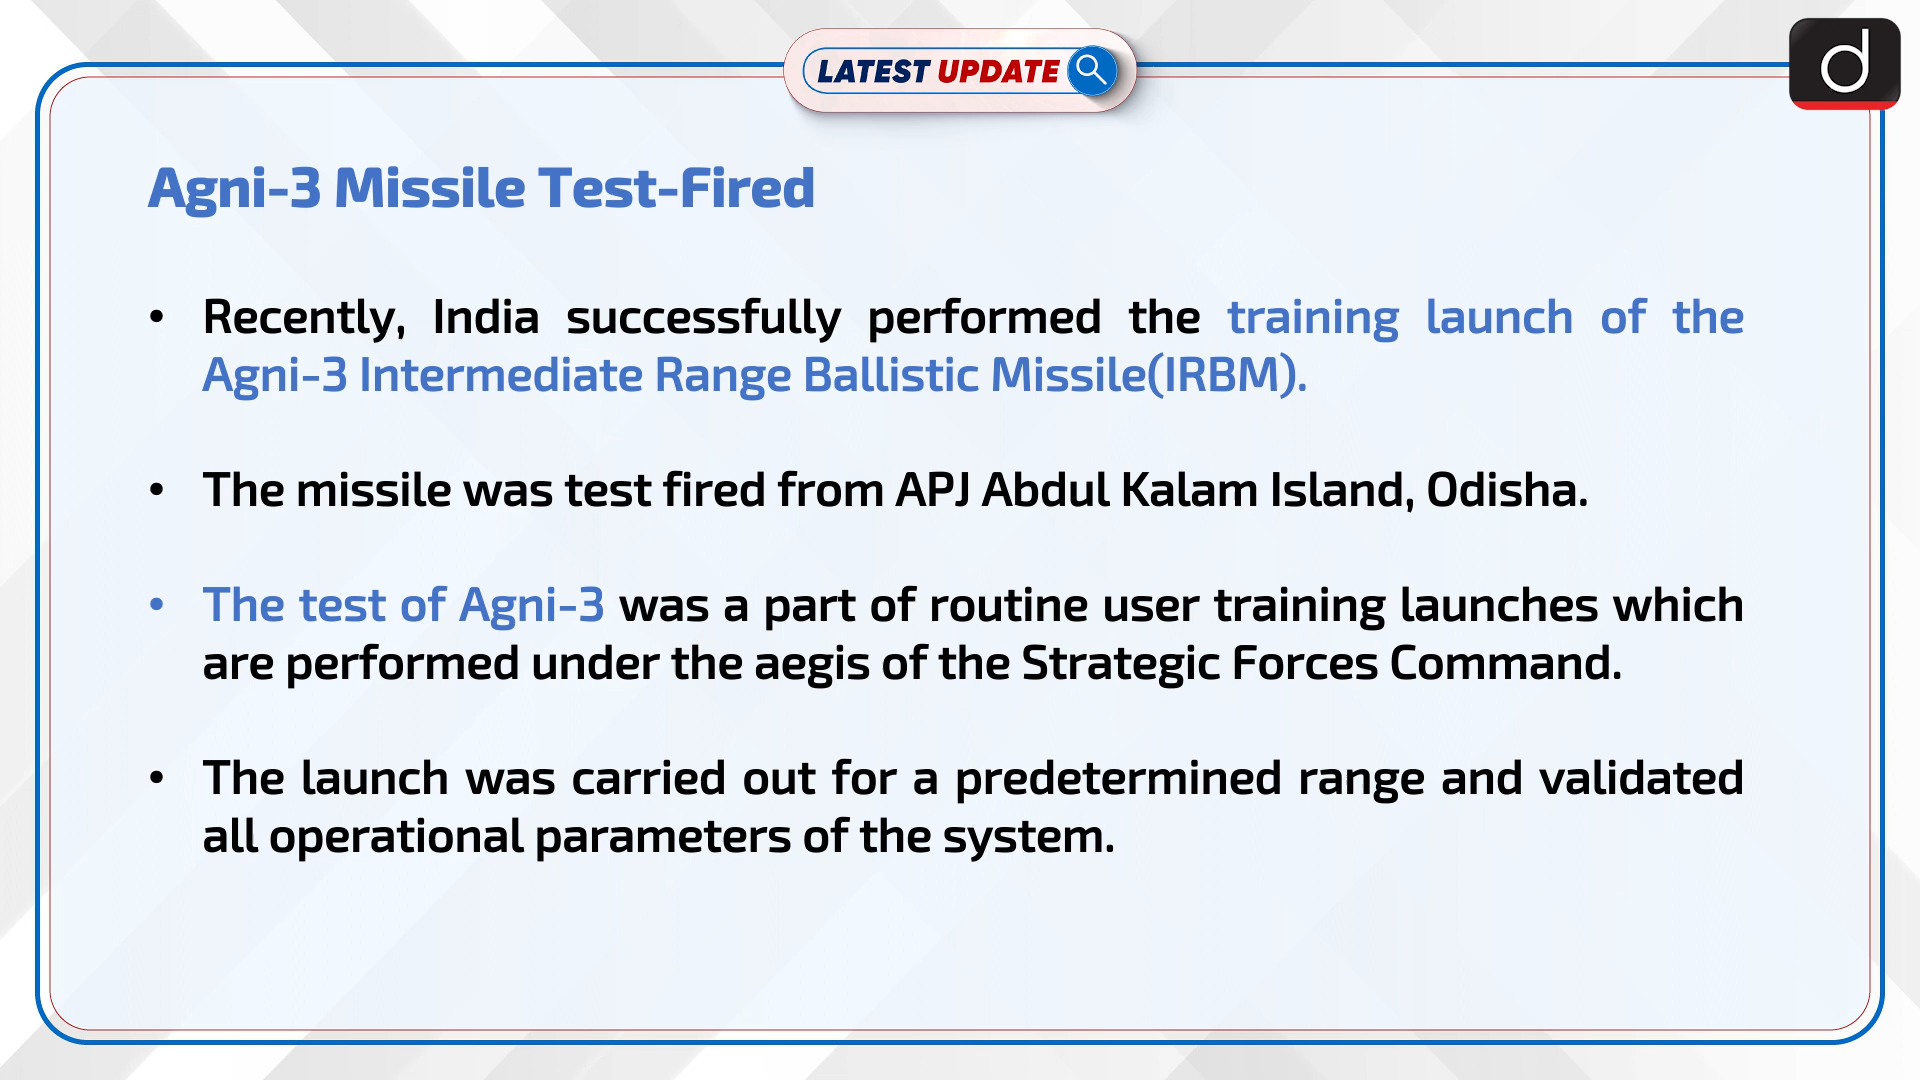 LATEST UPDATE
d
Agni-3 Missile Test-Fired
• Recently, India successfully performed the training launch of the
Agni-3 Intermediate Range Ballistic Missile(IRBM).
• The missile was test fired from APJ Abdul Kalam Island, Odisha.
• The test of Agni-3 was a part of routine user training launches which
are performed under the aegis of the Strategic Forces Command.
• The launch was carried out for a predetermined range and validated
all operational parameters of the system.